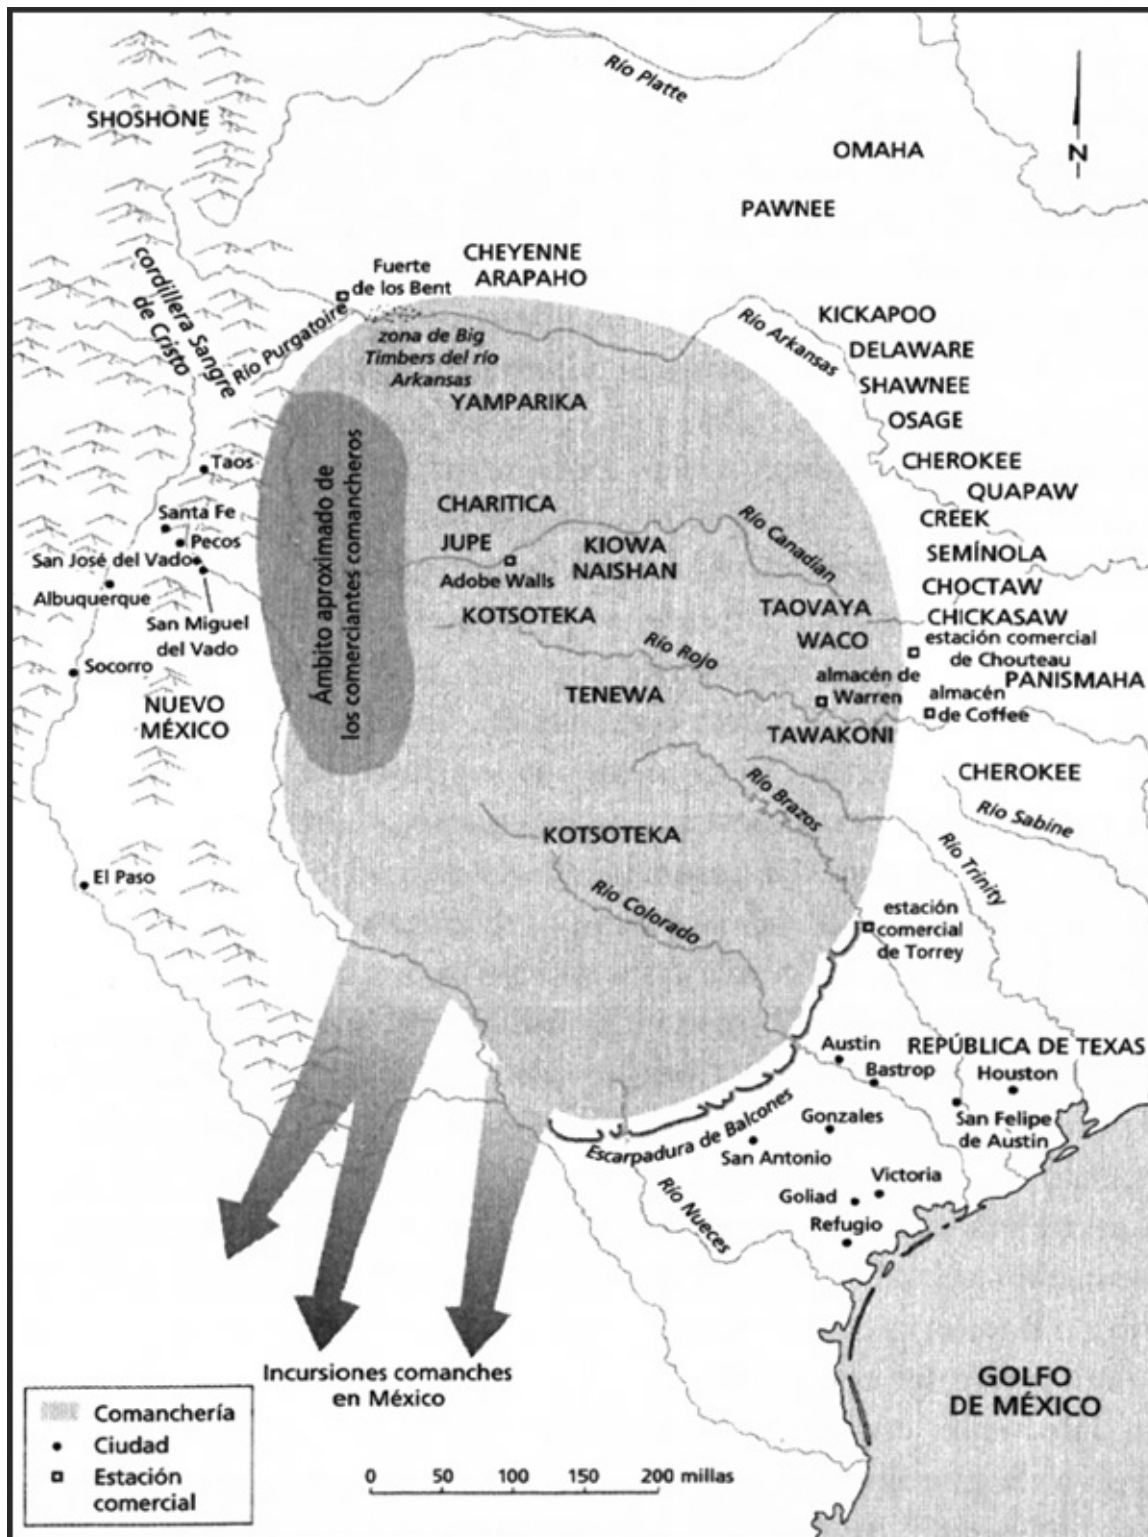 Río Platte
SHOSHONE
OMAHA
N
PAWNEE
CHEYENNE
ARAPAHO
cordillera Sangre
de Cristo
Fuerte
de los Bent
Río Purgatoire
zona de Big
Timbers del río
Arkansas
Río Arkansas
KICKAPOO
DELAWARE
SHAWNEE
OSAGE
YAMPARIKA
CHEROKEE
QUAPAW
CREEK
SEMÍNOLA
CHOCTAW
CHICKASAW
Taos
Santa Fe
Pecos
San José del Vado
Albuquerque
San Miguel
del Vado
Socorro
NUEVO
MÉXICO
Ámbito aproximado de
los comerciantes comancheros
CHARITICA
JUPE
Adobe Walls
KIOWA
NAISHAN
Río Canadian
KOTSOTEKA
TAOVAYA
WACO
estación comercial
de Chouteau
Río Rojo
TENEWA
almacén de
Warren
PANISMAHA
almacén
de Coffee
TAWAKONI
CHEROKEE
Río Brazos
Río Sabine
KOTSOTEKA
Río Trinity
El Paso
Río Colorado
estación
comercial
de Torrey
Austin
REPÚBLICA DE TEXAS
Bastrop
Houston
Gonzales
San Felipe
de Austin
Escarpadura de Balcones
San Antonio
Río Nueces
Victoria
Goliad
Refugio
Incursiones comanches
en México
GOLFO
DE MÉXICO
Comanchería
Ciudad
Estación
comercial
0 50 100 150 200 millas